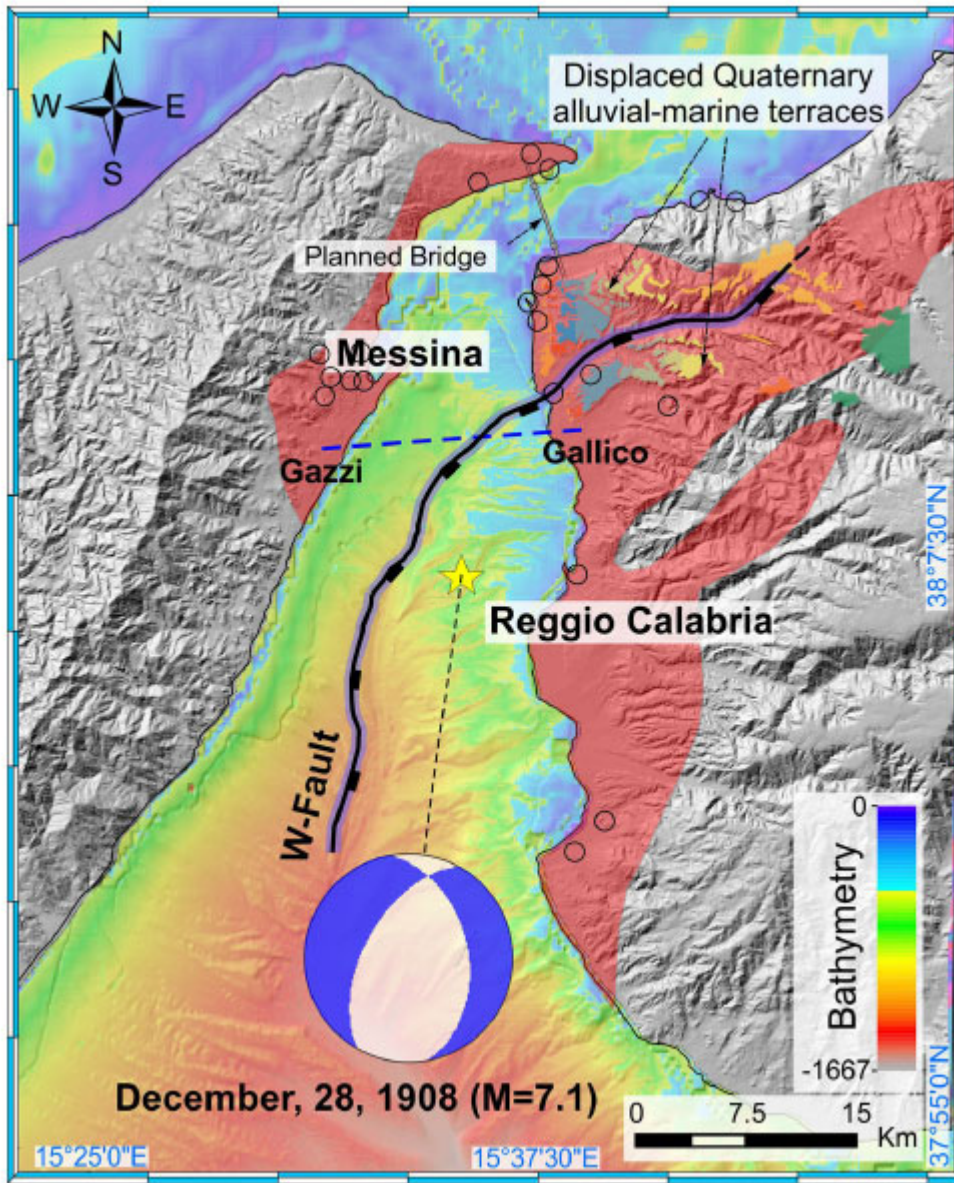 N
W E
S
Displaced Quaternary
alluvial-marine terraces
Planned Bridge
Messina
Gazzi
Gallico
Reggio Calabria
W-Fault
38°7'30"N
0
Bathymetry
-1667
December, 28, 1908 (M=7.1)
0 7.5 15
Km
37°55'0"N
15°25'0"E
15°37'30"E